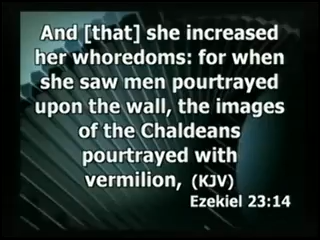 And [that] she increased
her whoredoms: for when
she saw men pourtrayed
upon the wall, the images
of the Chaldeans
pourtrayed with
vermilion, (KJV)
Ezekiel 23:14